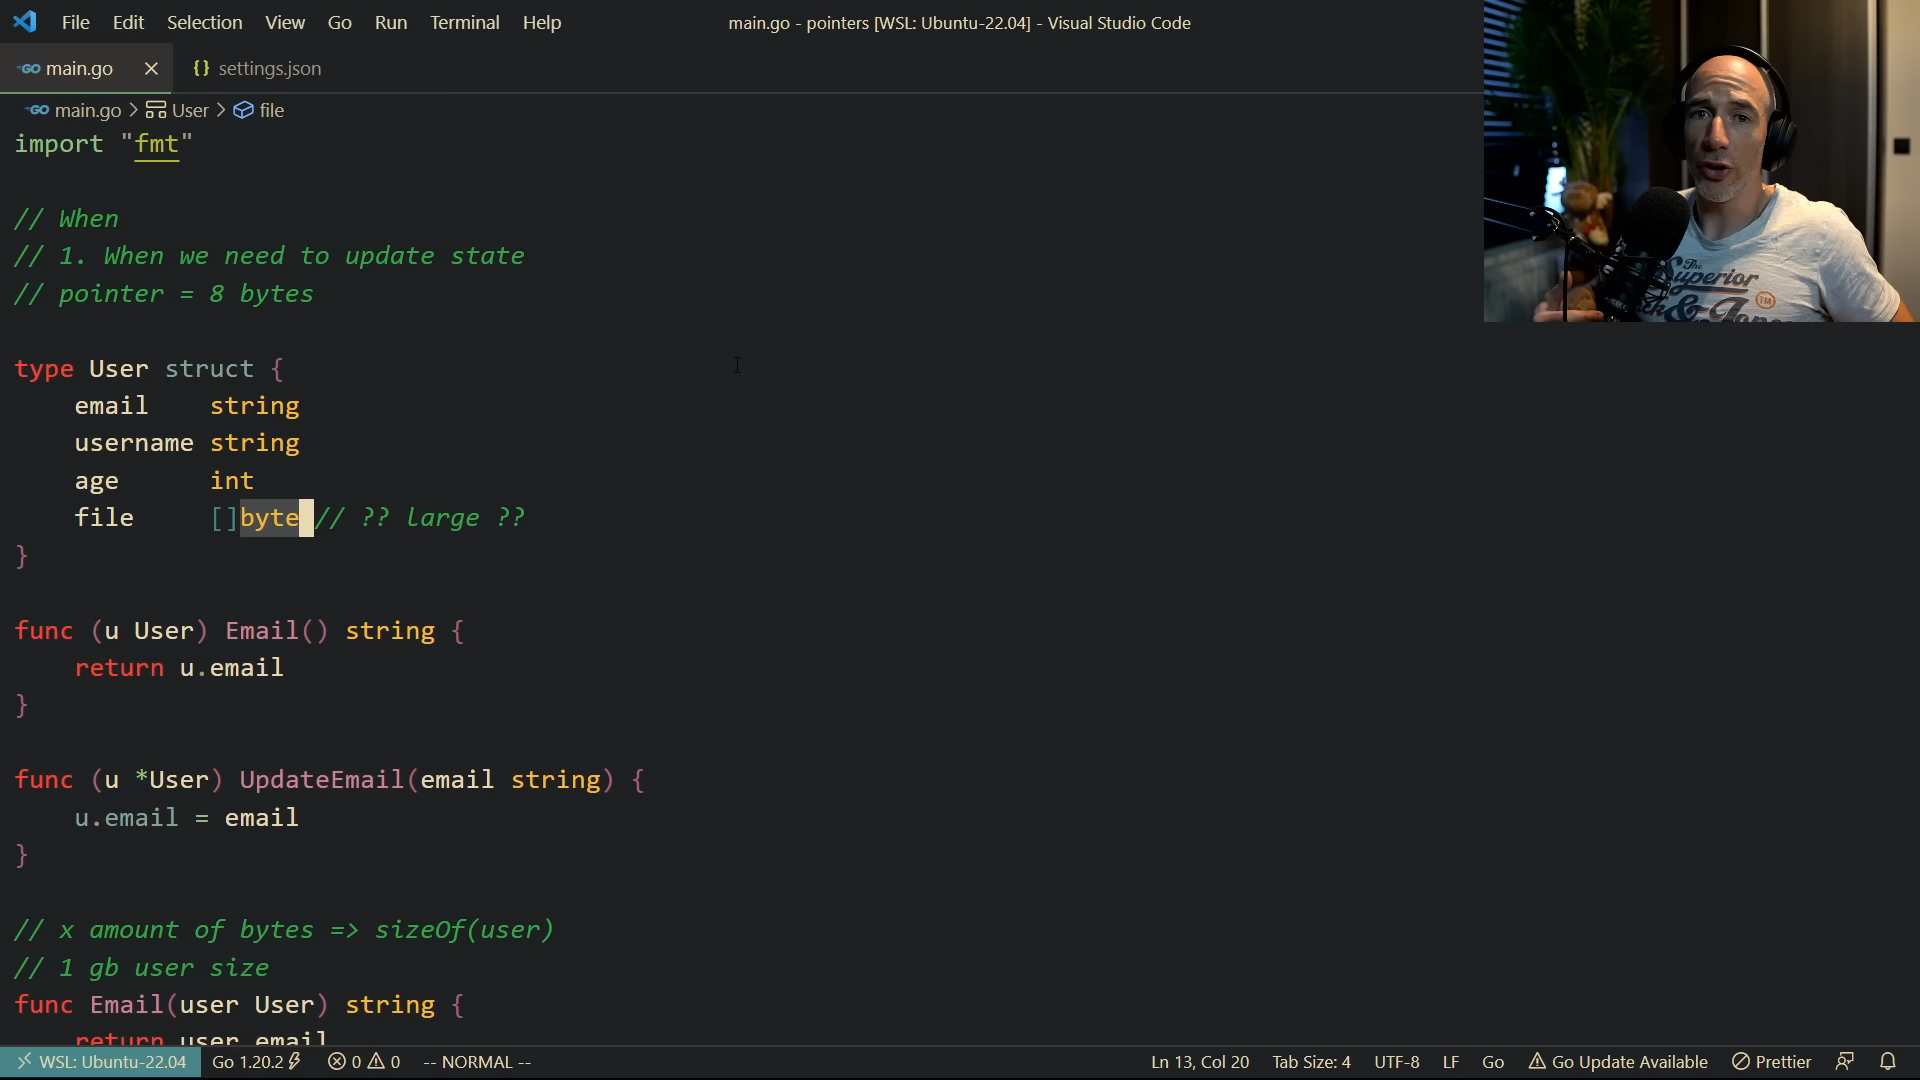 File Edit Selection View Go Run Terminal Help
main.go - pointers [WSL: Ubuntu-22.04] - Visual Studio Code
GO main.go
{} settings.json
GO main.go > User > file
import "fmt"
// When
// 1. When we need to update state
// pointer = 8 bytes
type User struct {
email string
username string
age int
file []byte // ?? large ??
}
func (u User) Email() string {
return u.email
}
func (u *User) UpdateEmail(email string) {
u.email = email
}
// x amount of bytes => sizeOf(user)
// 1 gb user size
func Email(user User) string {
return user.email
The
Superior
TM
WSL: Ubuntu-22.04 Go 1.20.2 0 0 -- NORMAL -- Ln 13, Col 20 Tab Size: 4 UTF-8 LF Go Go Update Available Prettier